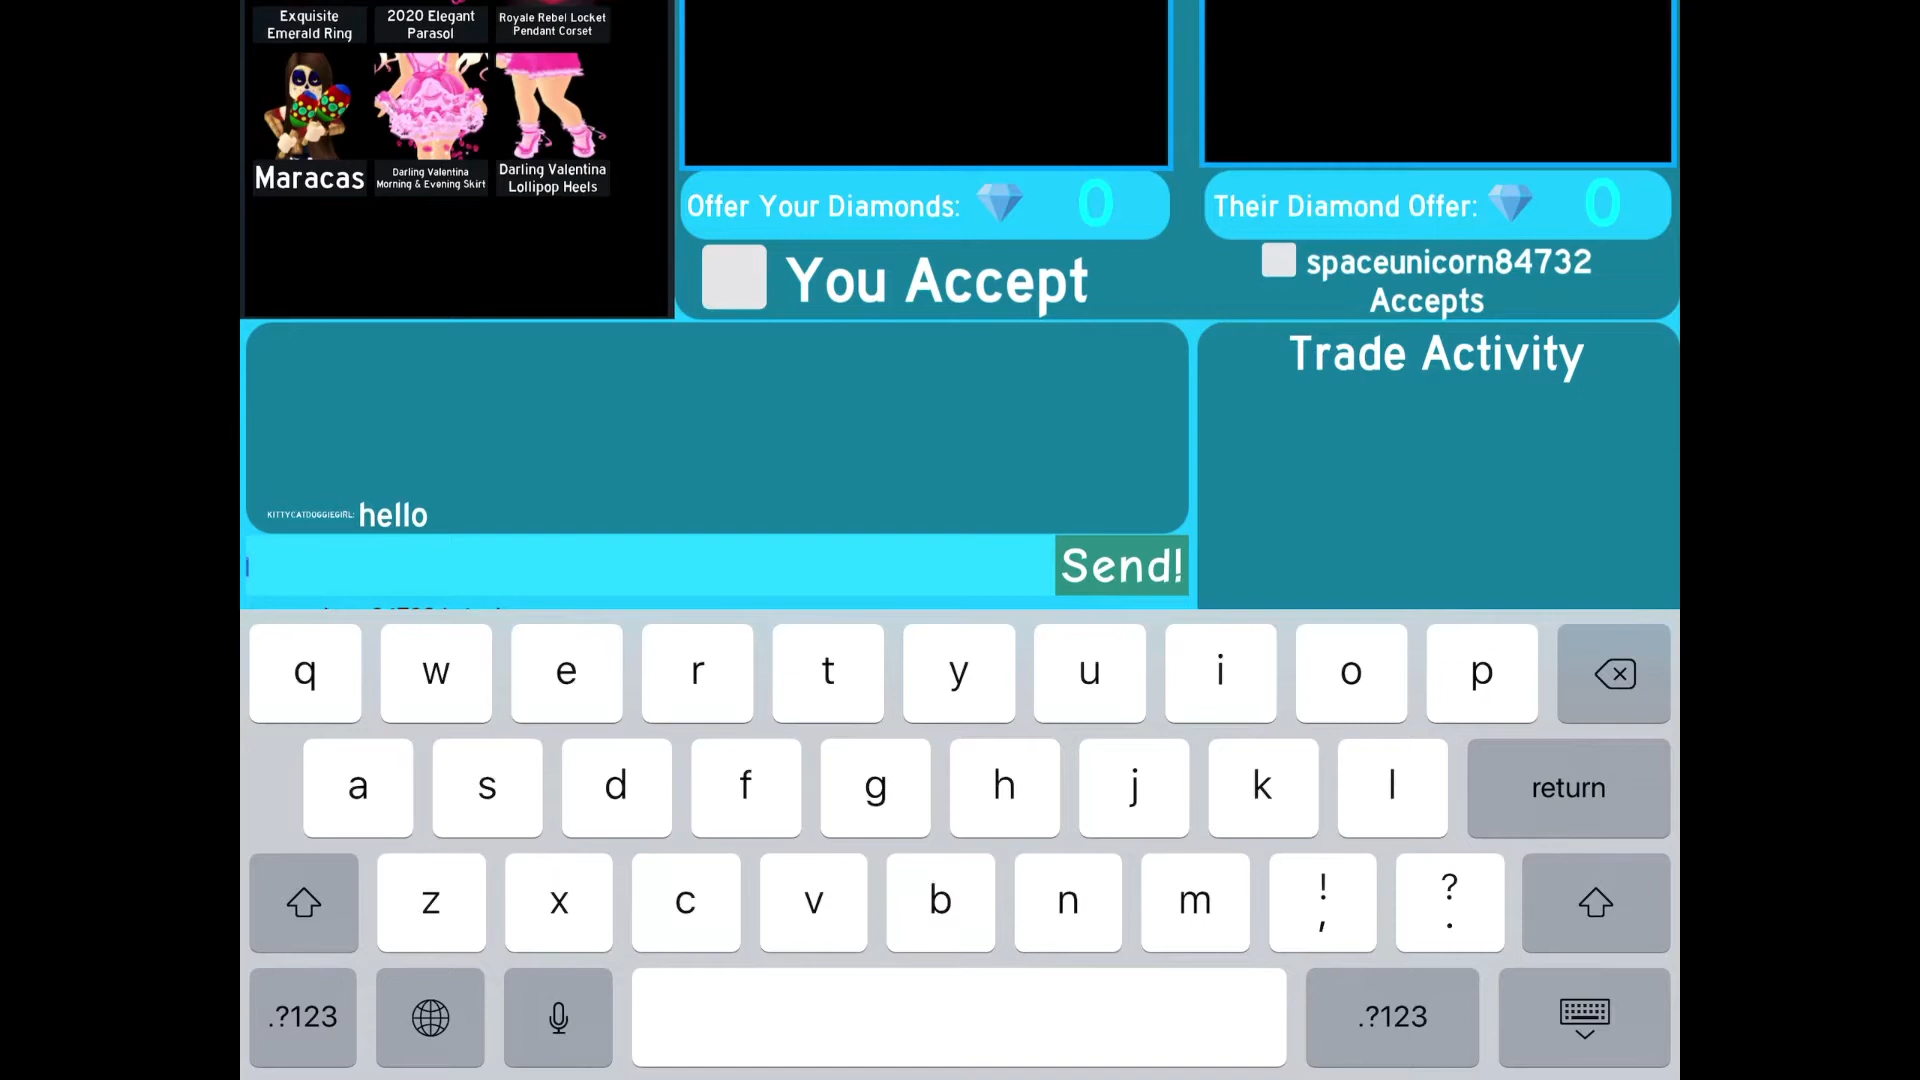 Exquisite
Emerald Ring
2020 Elegant
Parasol
Royale Rebel Locket
Pendant Corset
Maracas
Darling Valentina
Morning & Evening Skirt
Darling Valentina
Lollipop Heels
Offer Your Diamonds: 0
Their Diamond Offer: 0
You Accept
spaceunicorn84732
Accepts
Trade Activity
KITTYCATDOGGIEGIRL: hello
Send!
q w e r t y u i o p
a s d f g h j k l return
z x c v b n m ! , ? .
.?123 .?123